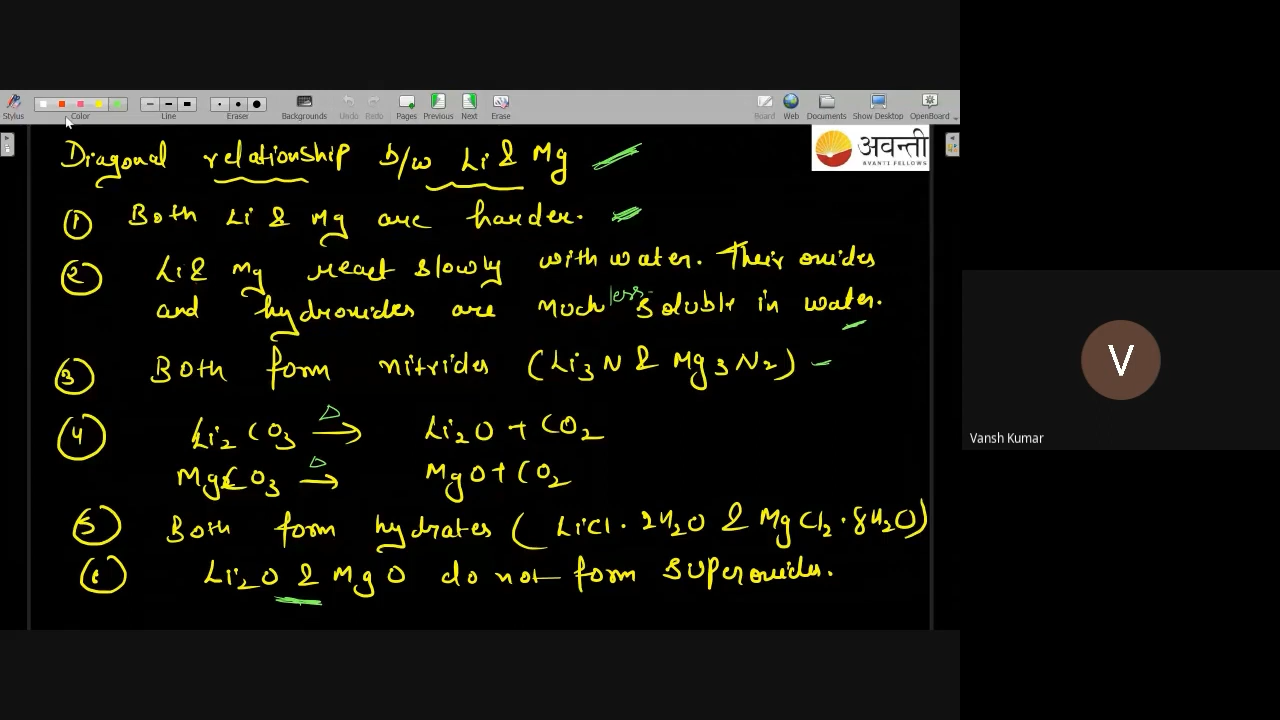 Stylus
Color
Line
Eraser
Backgrounds
Undo
Redo
Pages
Previous
Next
Erase
Board
Web
Documents
Show Desktop
OpenBoard
अवन्ती
AVANTI FELLOWS
Diagonal relationship b/w Li & Mg
① Both Li & Mg are harder.
② Li & Mg react slowly with water. Their oxides
and hydroxides are much less soluble in water.
③ Both form nitrides (Li3N & Mg3N2)
④ Li2CO3 →Δ Li2O + CO2
MgCO3 →Δ MgO + CO2
⑤ Both form hydrates (LiCl·2H2O & MgCl2·8H2O)
⑥ Li2O & MgO do not form superoxides.
V
Vansh Kumar